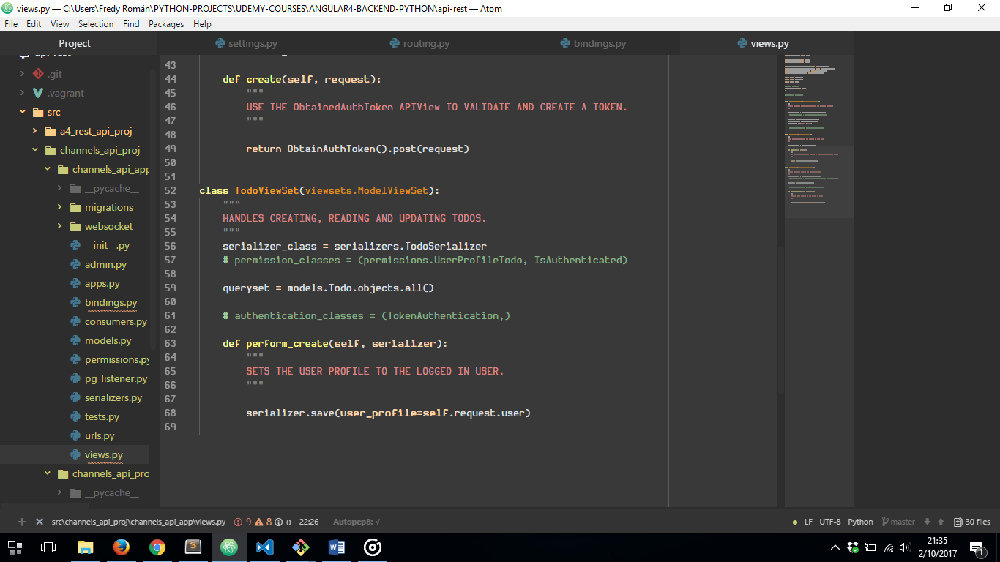 views.py — C:\Users\Fredy Román\PYTHON-PROJECTS\UDEMY-COURSES\ANGULAR4-BACKEND-PYTHON\api-rest — Atom
File Edit View Selection Find Packages Help
Project
settings.py
routing.py
bindings.py
views.py
.git
.vagrant
src
a4_rest_api_proj
channels_api_proj
channels_api_app
__pycache__
migrations
websocket
__init__.py
admin.py
apps.py
bindings.py
consumers.py
models.py
permissions.py
pg_listener.py
serializers.py
tests.py
urls.py
views.py
channels_api_pro
__pycache__
43
44 def create(self, request):
45 """
46 USE THE ObtainedAuthToken APIView TO VALIDATE AND CREATE A TOKEN.
47 """
48
49 return ObtainAuthToken().post(request)
50
51
52 class TodoViewSet(viewsets.ModelViewSet):
53 """
54 HANDLES CREATING, READING AND UPDATING TODOS.
55 """
56 serializer_class = serializers.TodoSerializer
57 # permission_classes = (permissions.UserProfileTodo, IsAuthenticated)
58
59 queryset = models.Todo.objects.all()
60
61 # authentication_classes = (TokenAuthentication,)
62
63 def perform_create(self, serializer):
64 """
65 SETS THE USER PROFILE TO THE LOGGED IN USER.
66 """
67
68 serializer.save(user_profile=self.request.user)
69
src\channels_api_proj\channels_api_app\views.py 9 8 0 22:26 Autopep8: √ LF UTF-8 Python master 30 files
21:35
2/10/2017
1